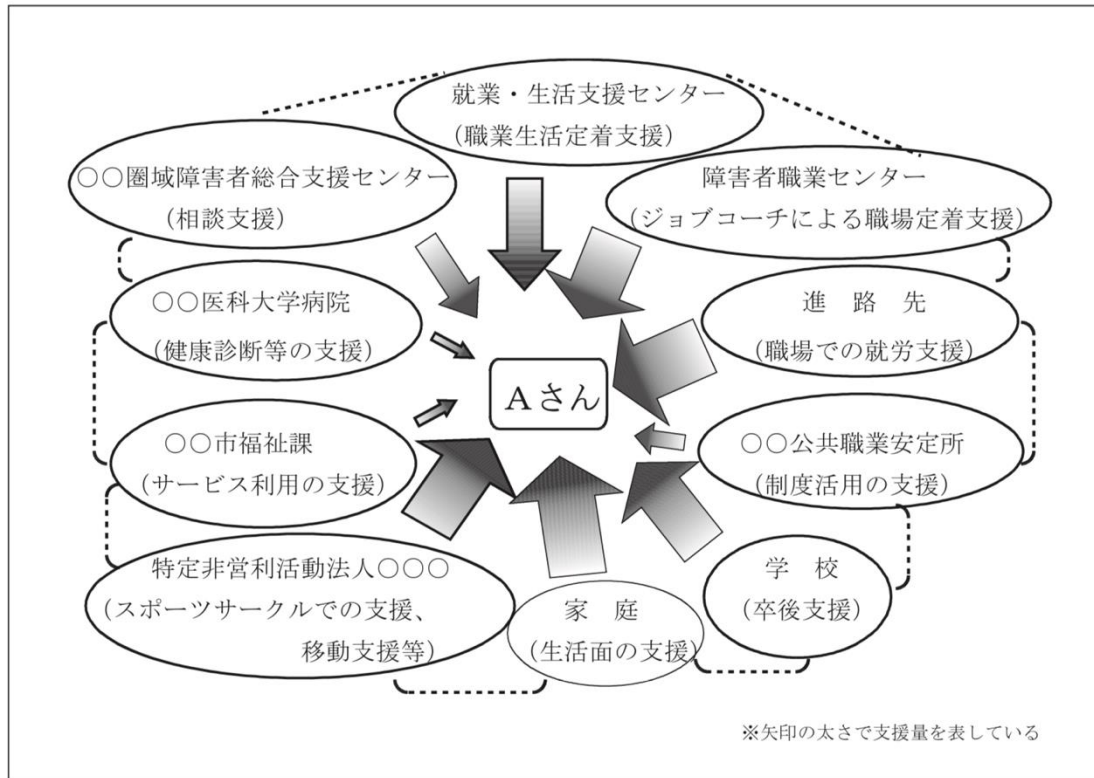 就業・生活支援センター
(職業生活定着支援)
○○圏域障害者総合支援センター
(相談支援)
障害者職業センター
(ジョブコーチによる職場定着支援)
○○医科大学病院
(健康診断等の支援)
進　路　先
(職場での就労支援)
Aさん
○○市福祉課
(サービス利用の支援)
○○公共職業安定所
(制度活用の支援)
特定非営利活動法人○○○
(スポーツサークルでの支援、
移動支援等)
家　庭
(生活面の支援)
学　校
(卒後支援)
※矢印の太さで支援量を表している